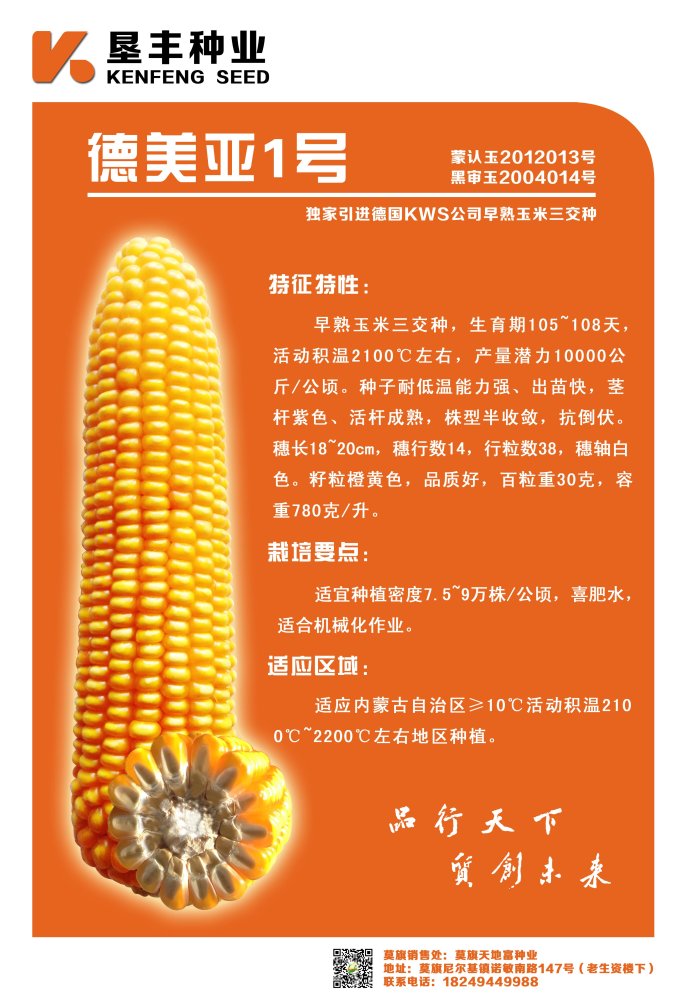 垦丰种业
KENFENG SEED
德美亚1号
蒙认玉2012013号
黑审玉2004014号
独家引进德国KWS公司早熟玉米三交种
特征特性：
早熟玉米三交种，生育期105~108天，
活动积温2100℃左右，产量潜力10000公
斤/公顷。种子耐低温能力强、出苗快，茎
杆紫色、活杆成熟，株型半收敛，抗倒伏。
穗长18~20cm，穗行数14，行粒数38，穗轴白
色。籽粒橙黄色，品质好，百粒重30克，容
重780克/升。
栽培要点：
适宜种植密度7.5~9万株/公顷，喜肥水，
适合机械化作业。
适应区域：
适应内蒙古自治区≥10℃活动积温210
0℃~2200℃左右地区种植。
品行天下
質創未来
莫旗销售处：莫旗天地富种业
地址：莫旗尼尔基镇诺敏南路147号（老生资楼下）
联系电话：18249449988